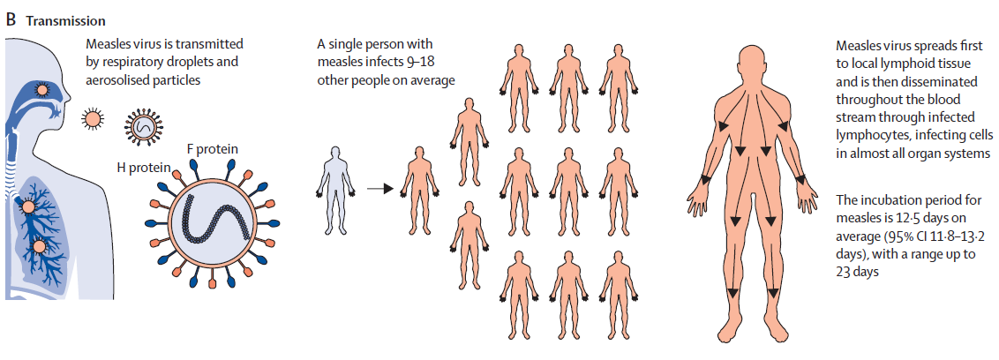 B Transmission
Measles virus is transmitted
by respiratory droplets and
aerosolised particles
H protein
F protein
A single person with
measles infects 9–18
other people on average
Measles virus spreads first
to local lymphoid tissue
and is then disseminated
throughout the blood
stream through infected
lymphocytes, infecting cells
in almost all organ systems
The incubation period for
measles is 12·5 days on
average (95% CI 11·8–13·2
days), with a range up to
23 days